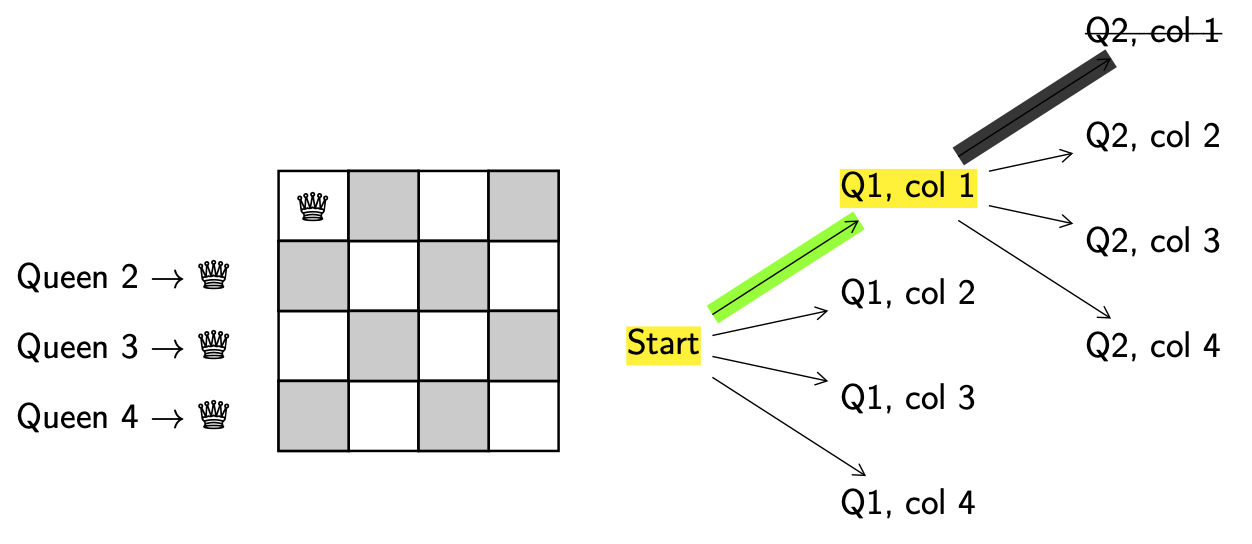 Queen 2 →
Queen 3 →
Queen 4 →
Start
Q1, col 1
Q1, col 2
Q1, col 3
Q1, col 4
Q2, col 1
Q2, col 2
Q2, col 3
Q2, col 4